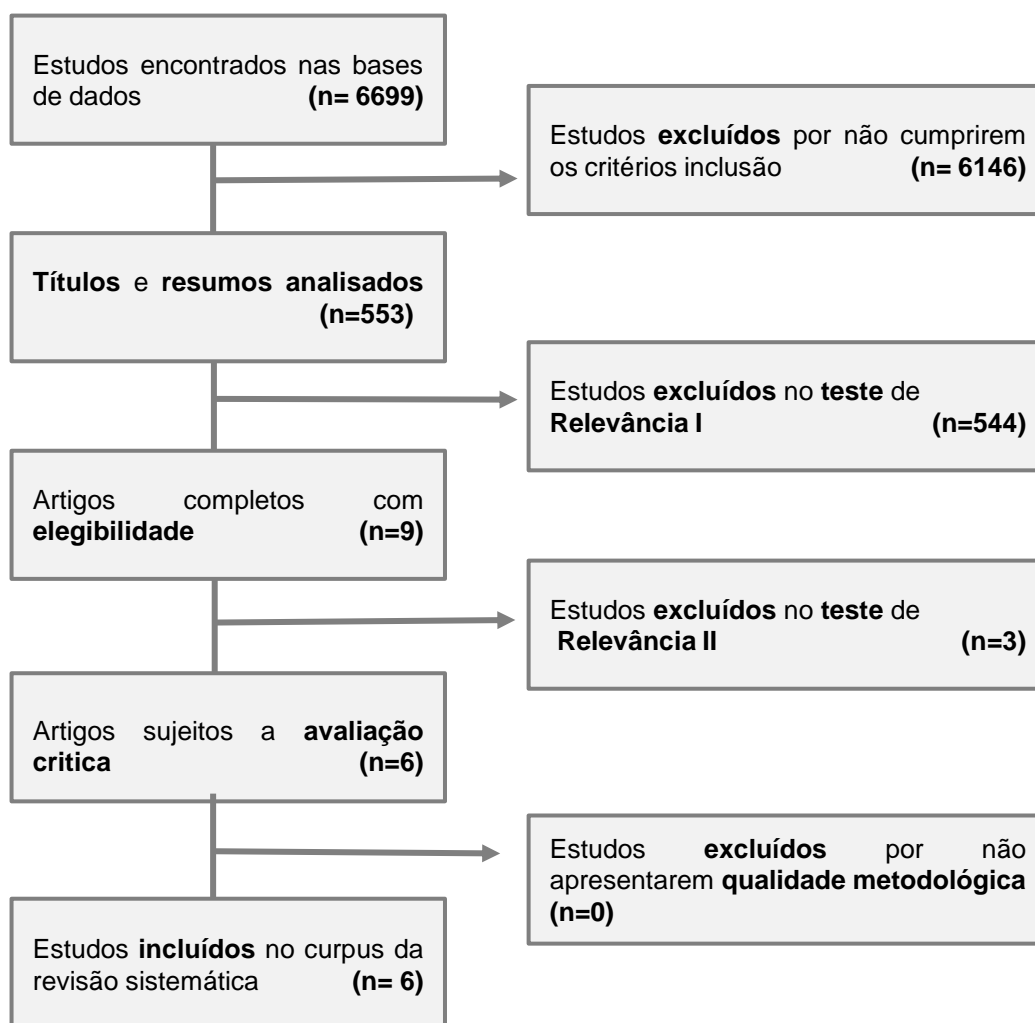 Estudos encontrados nas bases
de dados (n= 6699)
Estudos excluídos por não cumprirem
os critérios inclusão (n= 6146)
Títulos e resumos analisados
(n=553)
Estudos excluídos no teste de
Relevância I (n=544)
Artigos completos com
elegibilidade (n=9)
Estudos excluídos no teste de
Relevância II (n=3)
Artigos sujeitos a avaliação
critica (n=6)
Estudos excluídos por não
apresentarem qualidade metodológica
(n=0)
Estudos incluídos no curpus da
revisão sistemática (n= 6)